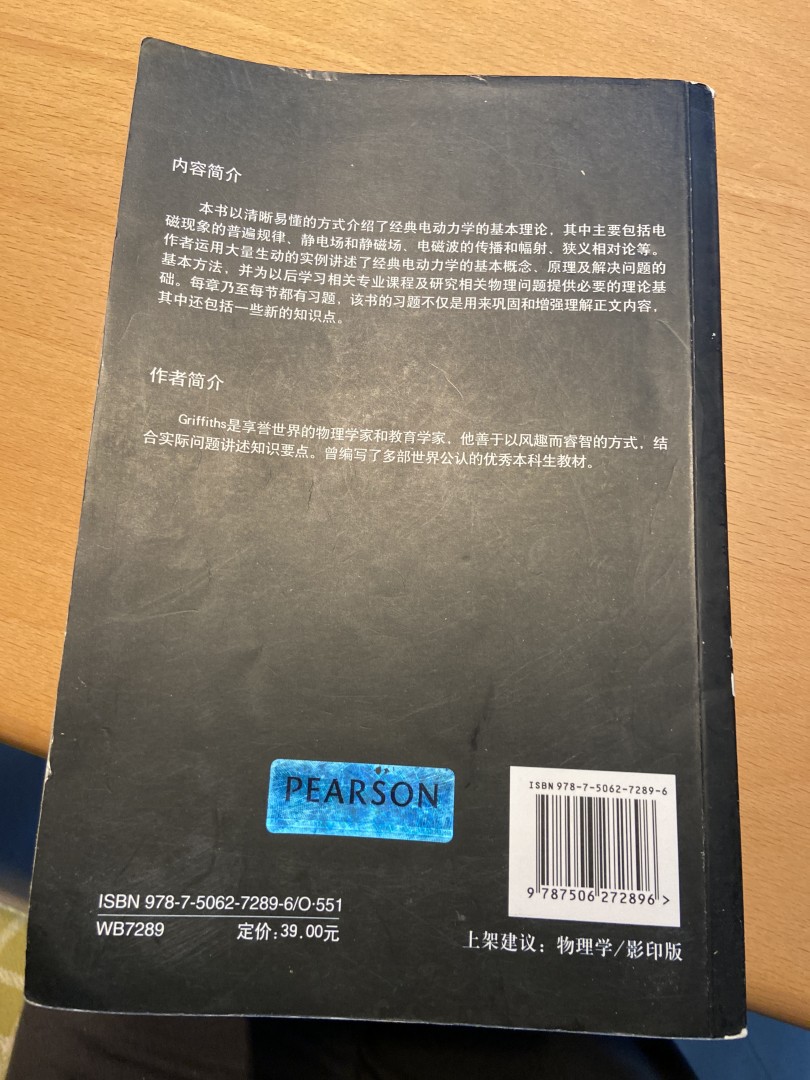 内容简介
本书以清晰易懂的方式介绍了经典电动力学的基本理论，其中主要包括电
磁现象的普遍规律、静电场和静磁场、电磁波的传播和幅射、狭义相对论等。
作者运用大量生动的实例讲述了经典电动力学的基本概念、原理及解决问题的
基本方法，并为以后学习相关专业课程及研究相关物理问题提供必要的理论基
础。每章乃至每节都有习题，该书的习题不仅是用来巩固和增强理解正文内容，
其中还包括一些新的知识点。
作者简介
Griffiths是享誉世界的物理学家和教育学家，他善于以风趣而睿智的方式，结
合实际问题讲述知识要点。曾编写了多部世界公认的优秀本科生教材。
PEARSON
ISBN 978-7-5062-7289-6
9 787506 272896 >
ISBN 978-7-5062-7289-6/O·551
WB7289 定价:39.00元
上架建议：物理学/影印版